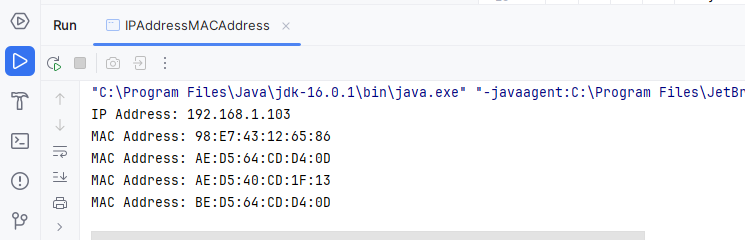 Run
IPAddressMACAddress
"C:\Program Files\Java\jdk-16.0.1\bin\java.exe" "-javaagent:C:\Program Files\JetBr
IP Address: 192.168.1.103
MAC Address: 98:E7:43:12:65:86
MAC Address: AE:D5:64:CD:D4:0D
MAC Address: AE:D5:40:CD:1F:13
MAC Address: BE:D5:64:CD:D4:0D